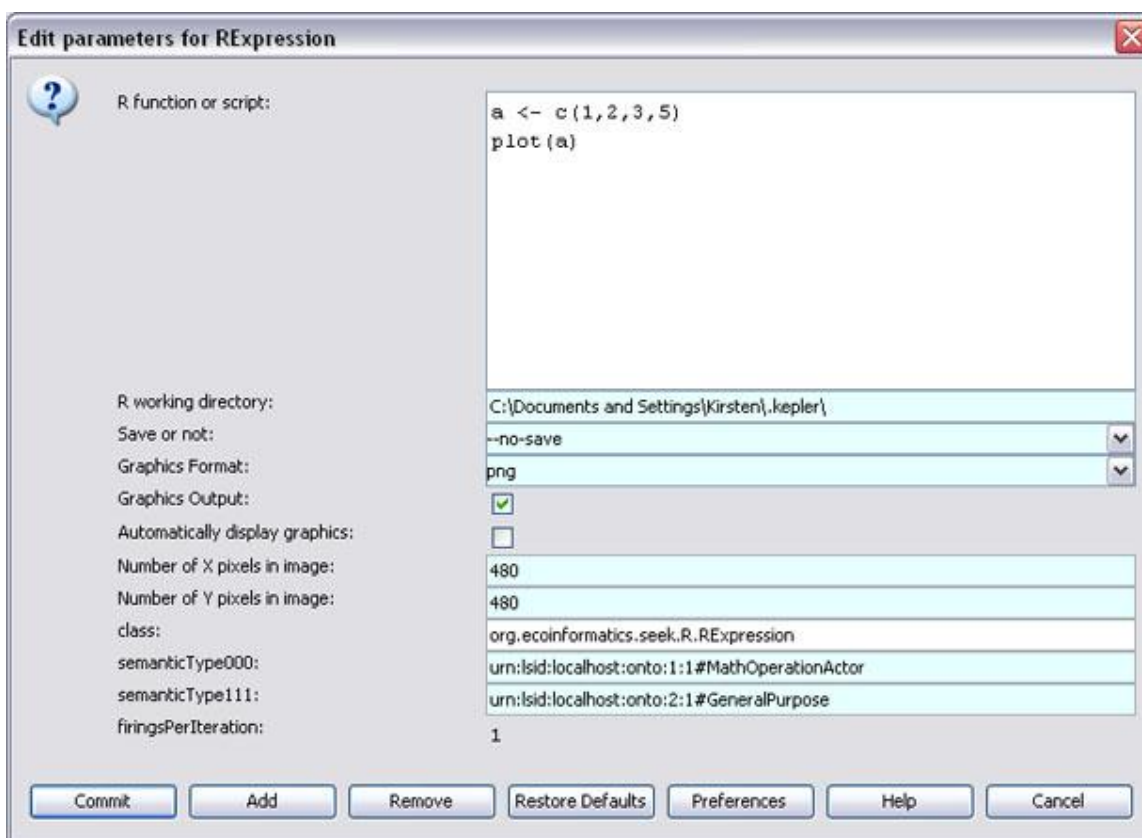 Edit parameters for RExpression
?
R function or script:
a <- c(1,2,3,5)
plot(a)
R working directory: C:\Documents and Settings\Kirsten\.kepler\
Save or not: --no-save
Graphics Format: png
Graphics Output:
Automatically display graphics:
Number of X pixels in image: 480
Number of Y pixels in image: 480
class: org.ecoinformatics.seek.R.RExpression
semanticType000: urn:lsid:localhost:onto:1:1#MathOperationActor
semanticType111: urn:lsid:localhost:onto:2:1#GeneralPurpose
firingsPerIteration: 1
Commit Add Remove Restore Defaults Preferences Help Cancel